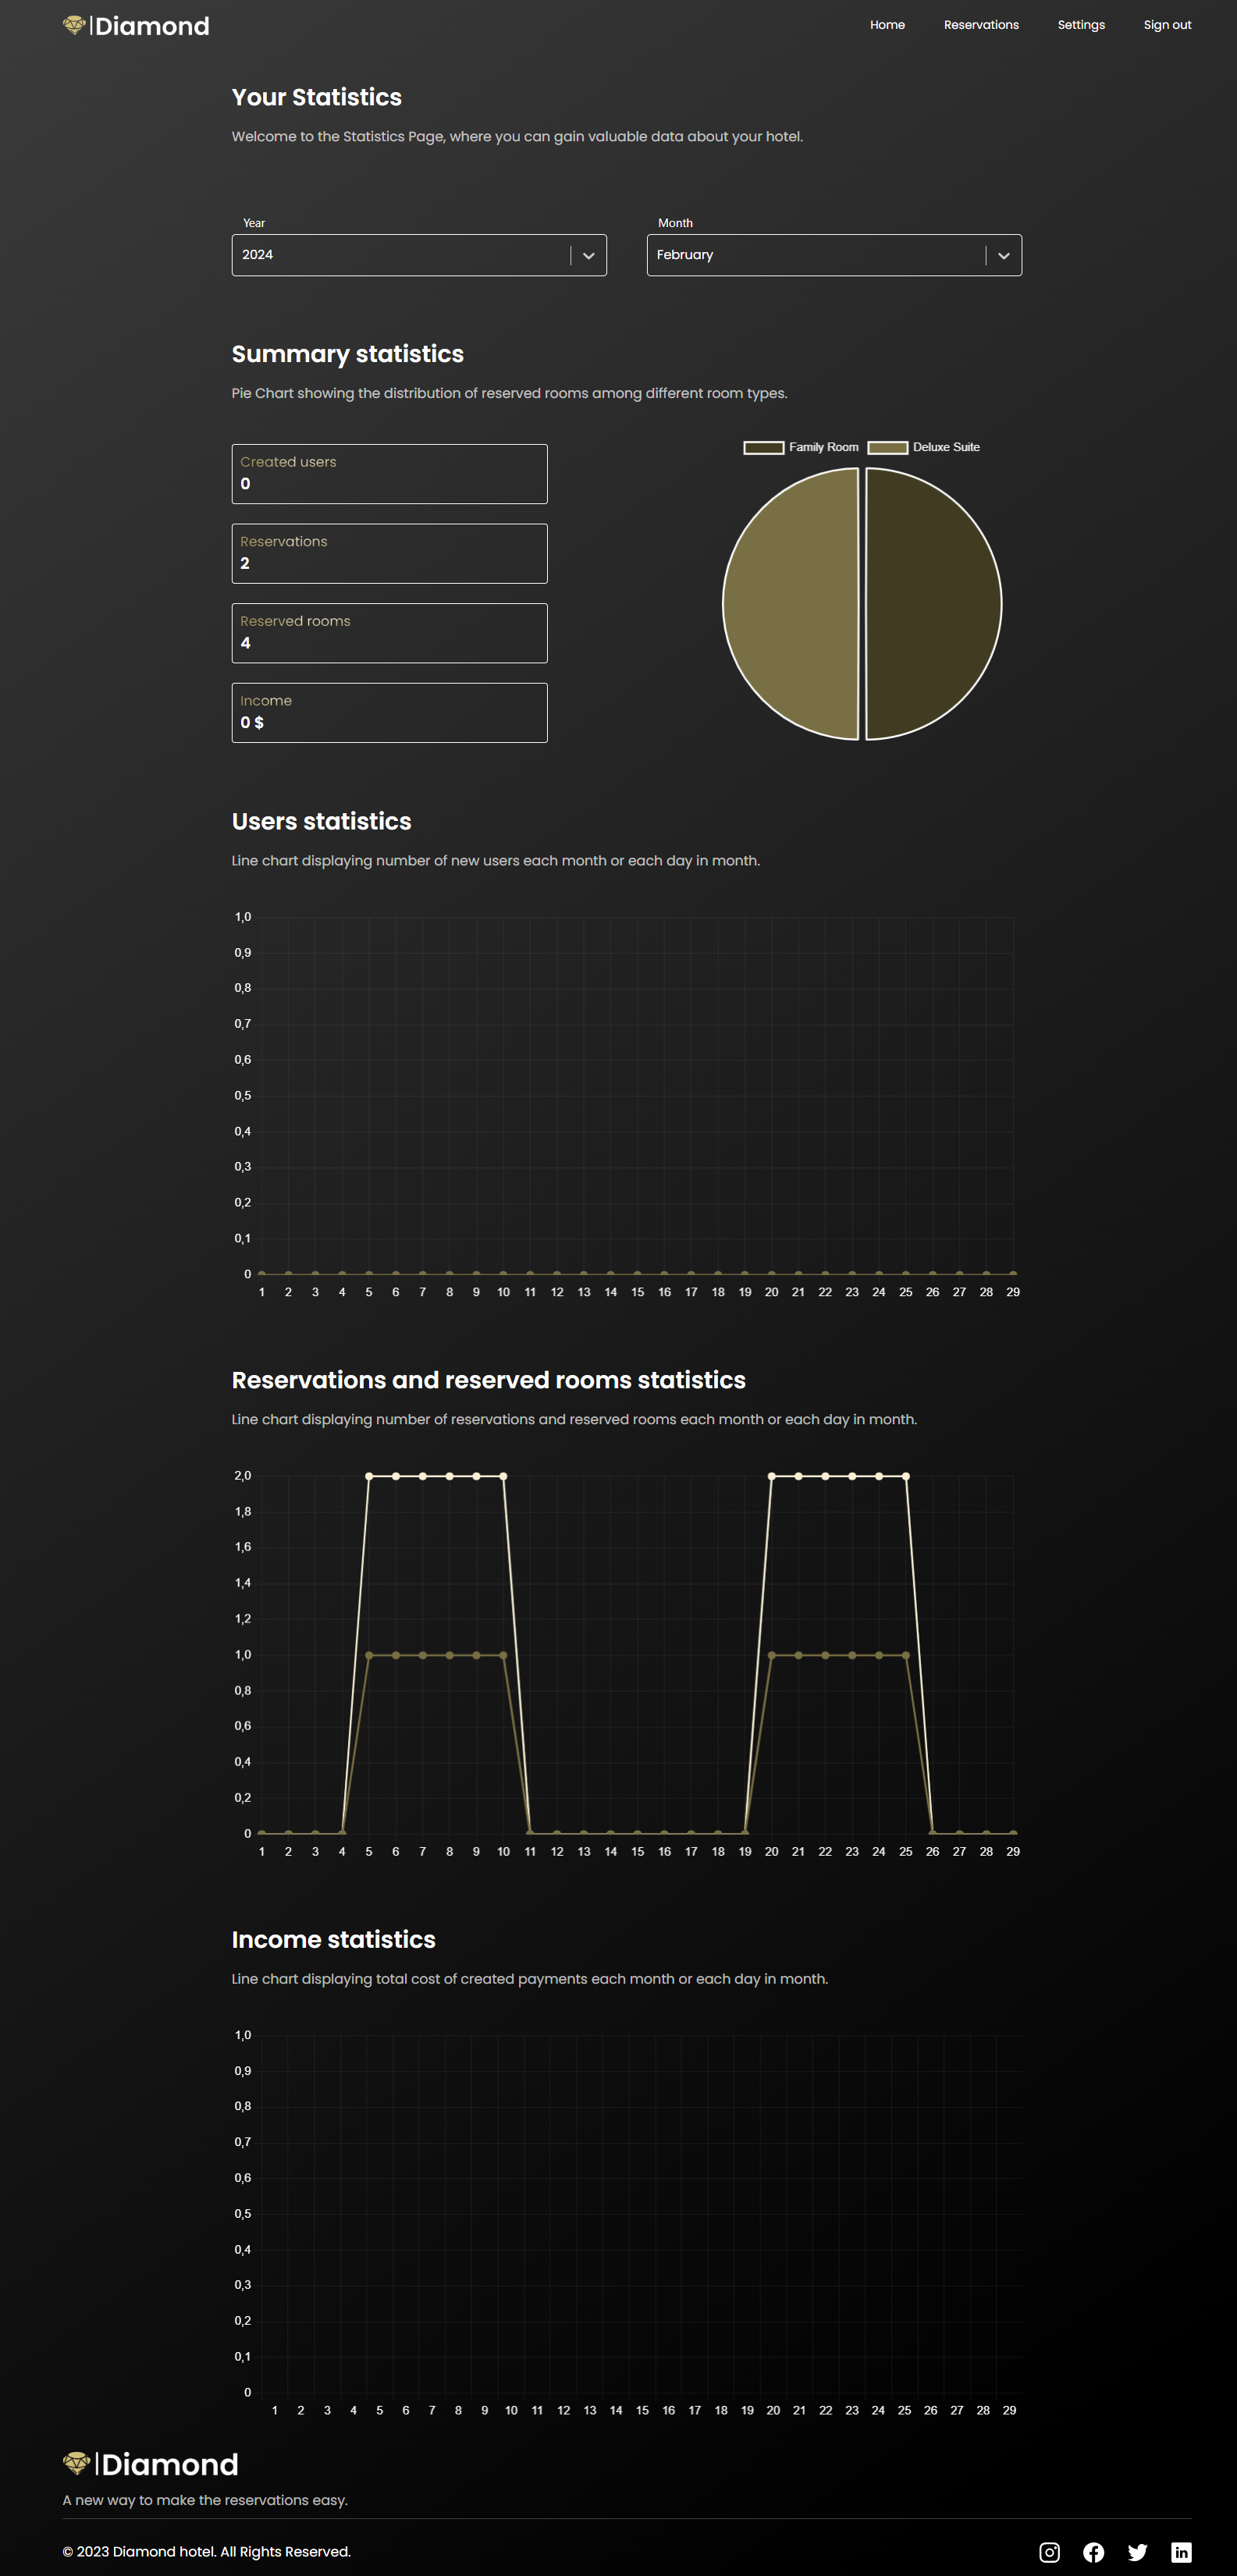 Diamond
Home Reservations Settings Sign out
Your Statistics
Welcome to the Statistics Page, where you can gain valuable data about your hotel.
Year Month
2024 February
Summary statistics
Pie Chart showing the distribution of reserved rooms among different room types.
Family Room Deluxe Suite
Created users
0
Reservations
2
Reserved rooms
4
Income
0 $
Users statistics
Line chart displaying number of new users each month or each day in month.
1,0
0,9
0,8
0,7
0,6
0,5
0,4
0,3
0,2
0,1
0
1 2 3 4 5 6 7 8 9 10 11 12 13 14 15 16 17 18 19 20 21 22 23 24 25 26 27 28 29
Reservations and reserved rooms statistics
Line chart displaying number of reservations and reserved rooms each month or each day in month.
2,0
1,8
1,6
1,4
1,2
1,0
0,8
0,6
0,4
0,2
0
1 2 3 4 5 6 7 8 9 10 11 12 13 14 15 16 17 18 19 20 21 22 23 24 25 26 27 28 29
Income statistics
Line chart displaying total cost of created payments each month or each day in month.
1,0
0,9
0,8
0,7
0,6
0,5
0,4
0,3
0,2
0,1
0
1 2 3 4 5 6 7 8 9 10 11 12 13 14 15 16 17 18 19 20 21 22 23 24 25 26 27 28 29
Diamond
A new way to make the reservations easy.
© 2023 Diamond hotel. All Rights Reserved.